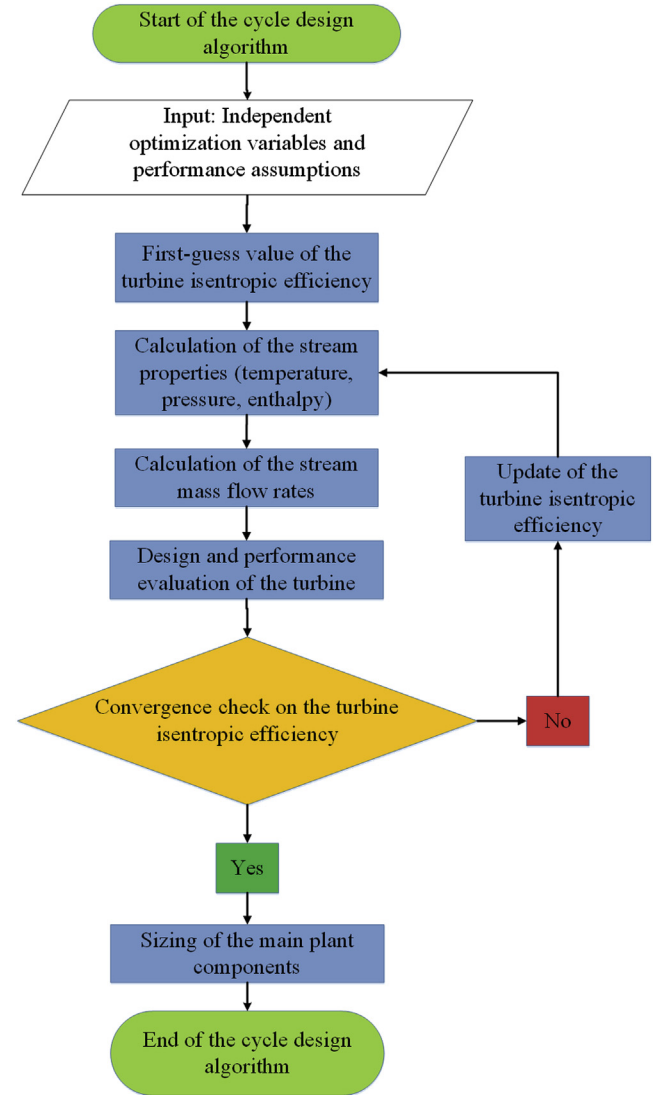 Start of the cycle design
algorithm
Input: Independent
optimization variables and
performance assumptions
First-guess value of the
turbine isentropic efficiency
Calculation of the stream
properties (temperature,
pressure, enthalpy)
Calculation of the stream
mass flow rates
Update of the
turbine isentropic
efficiency
Design and performance
evaluation of the turbine
Convergence check on the turbine
isentropic efficiency
No
Yes
Sizing of the main plant
components
End of the cycle design
algorithm